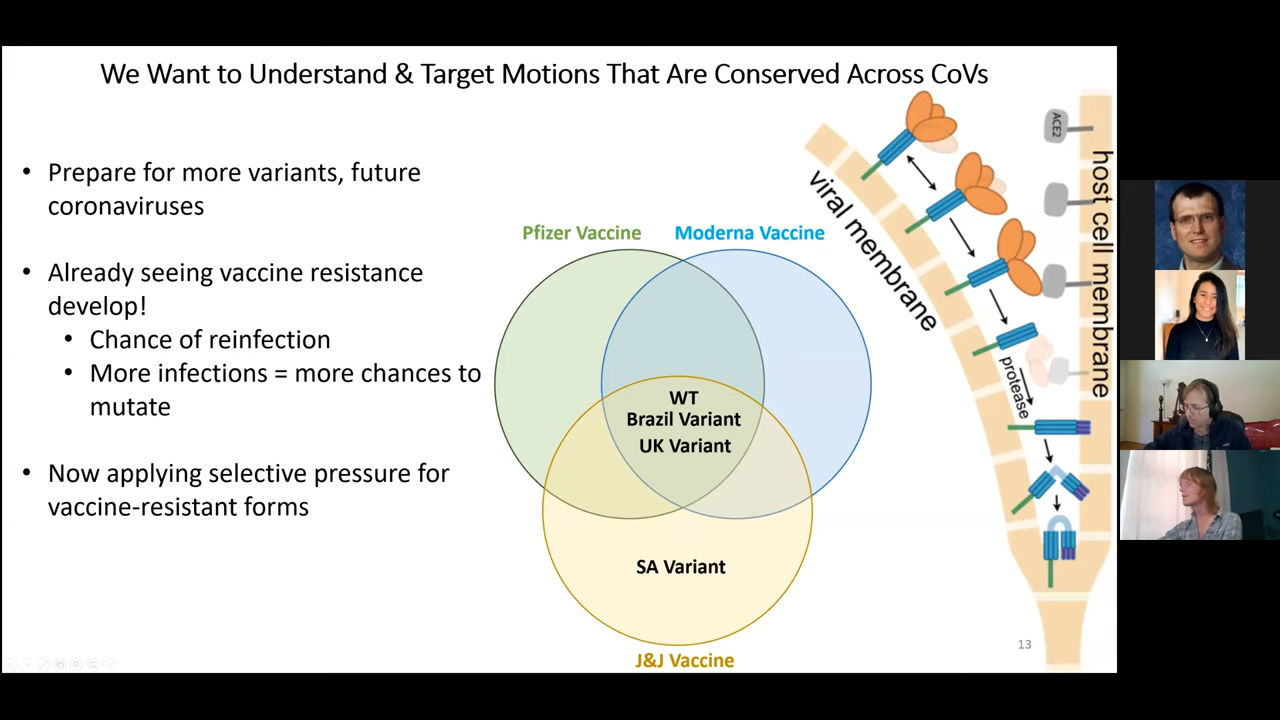 We Want to Understand & Target Motions That Are Conserved Across CoVs
• Prepare for more variants, future
coronaviruses
• Already seeing vaccine resistance
develop!
• Chance of reinfection
• More infections = more chances to
mutate
• Now applying selective pressure for
vaccine-resistant forms
Pfizer Vaccine
Moderna Vaccine
WT
Brazil Variant
UK Variant
SA Variant
J&J Vaccine
viral membrane
ACE2
host cell membrane
protease
13